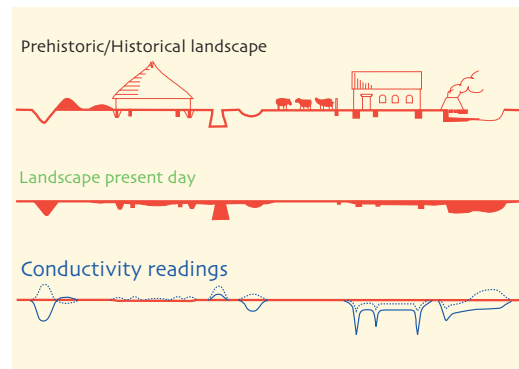 Prehistoric/Historical landscape
Landscape present day
Conductivity readings